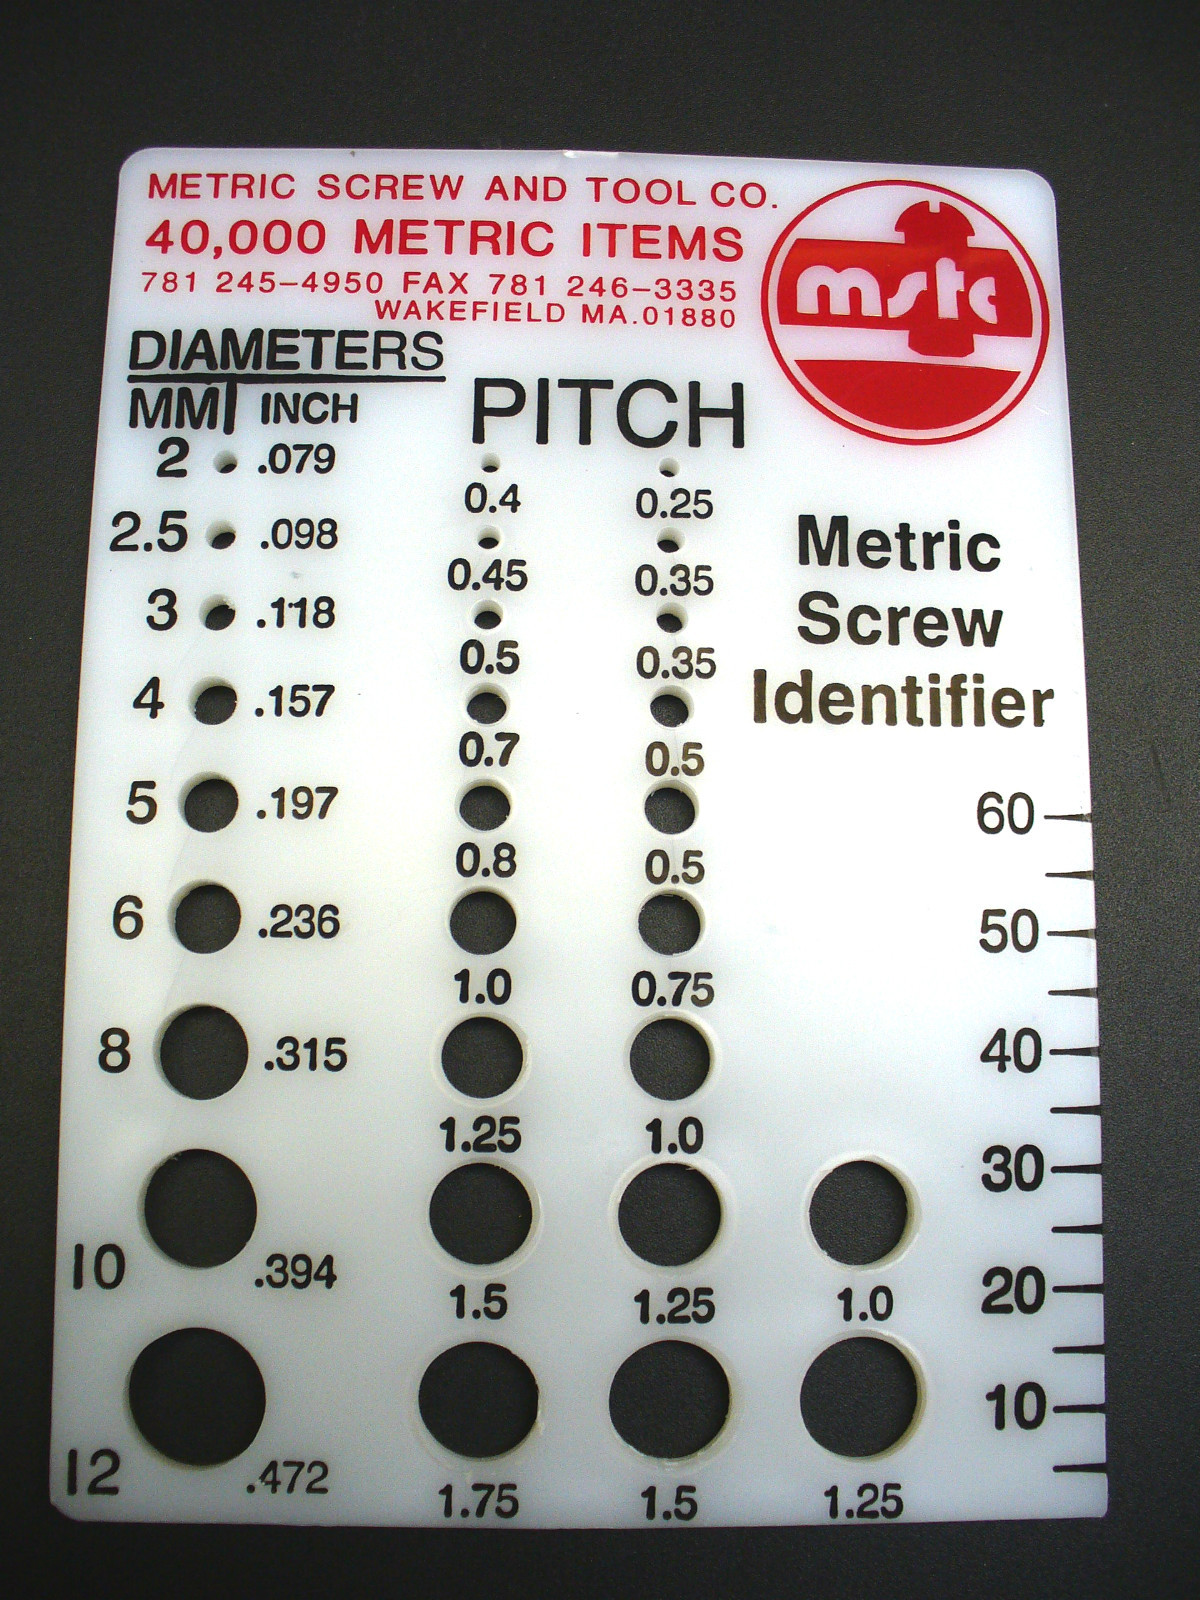 METRIC SCREW AND TOOL CO.
40,000 METRIC ITEMS
781 245-4950 FAX 781 246-3335
WAKEFIELD MA.01880
mstc
DIAMETERS
MM INCH
PITCH
2 .079
0.4 0.25
2.5 .098
0.45 0.35
3 .118
0.5 0.35
4 .157
0.7 0.5
5 .197
0.8 0.5
6 .236
1.0 0.75
8 .315
1.25 1.0
10 .394
1.5 1.25 1.0
12 .472
1.75 1.5 1.25
Metric
Screw
Identifier
60
50
40
30
20
10